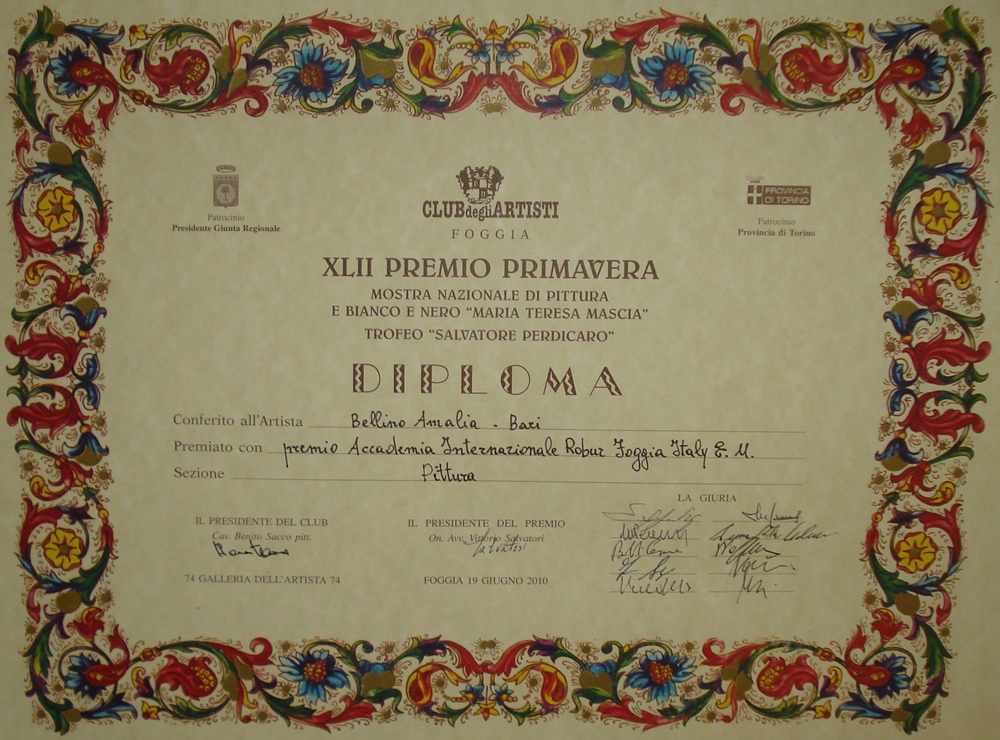 Patrocinio
Presidente Giunta Regionale
CLUB degli ARTISTI
FOGGIA
PROVINCIA
DI TORINO
Patrocinio
Provincia di Torino
XLII PREMIO PRIMAVERA
MOSTRA NAZIONALE DI PITTURA
E BIANCO E NERO "MARIA TERESA MASCIA"
TROFEO "SALVATORE PERDICARO"
DIPLOMA
Conferito all'Artista Bellino Amalia - Bari
Premiato con premio Accademia Internazionale Robur Foggia Italy E. M.
Sezione Pittura
LA GIURIA
IL PRESIDENTE DEL CLUB
Cav. Benito Sacco pitt.
IL PRESIDENTE DEL PREMIO
On. Avv. Vittorio Salvatori
Salvatori
74 GALLERIA DELL'ARTISTA 74
FOGGIA 19 GIUGNO 2010